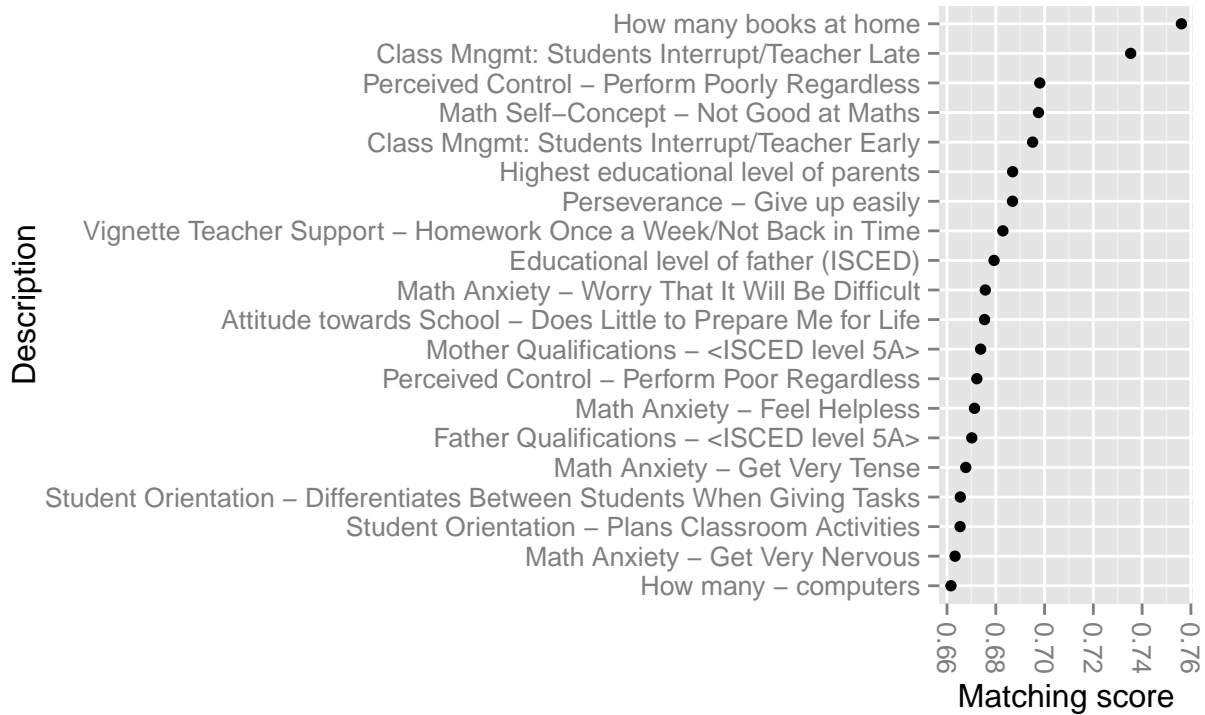 How many books at home
Class Mngmt: Students Interrupt/Teacher Late
Perceived Control − Perform Poorly Regardless
Math Self−Concept − Not Good at Maths
Class Mngmt: Students Interrupt/Teacher Early
Highest educational level of parents
Perseverance − Give up easily
Vignette Teacher Support − Homework Once a Week/Not Back in Time
Educational level of father (ISCED)
Math Anxiety − Worry That It Will Be Difficult
Attitude towards School − Does Little to Prepare Me for Life
Mother Qualifications − <ISCED level 5A>
Perceived Control − Perform Poor Regardless
Math Anxiety − Feel Helpless
Father Qualifications − <ISCED level 5A>
Math Anxiety − Get Very Tense
Student Orientation − Differentiates Between Students When Giving Tasks
Student Orientation − Plans Classroom Activities
Math Anxiety − Get Very Nervous
How many − computers
Description
0.66
0.68
0.70
0.72
0.74
0.76
Matching score